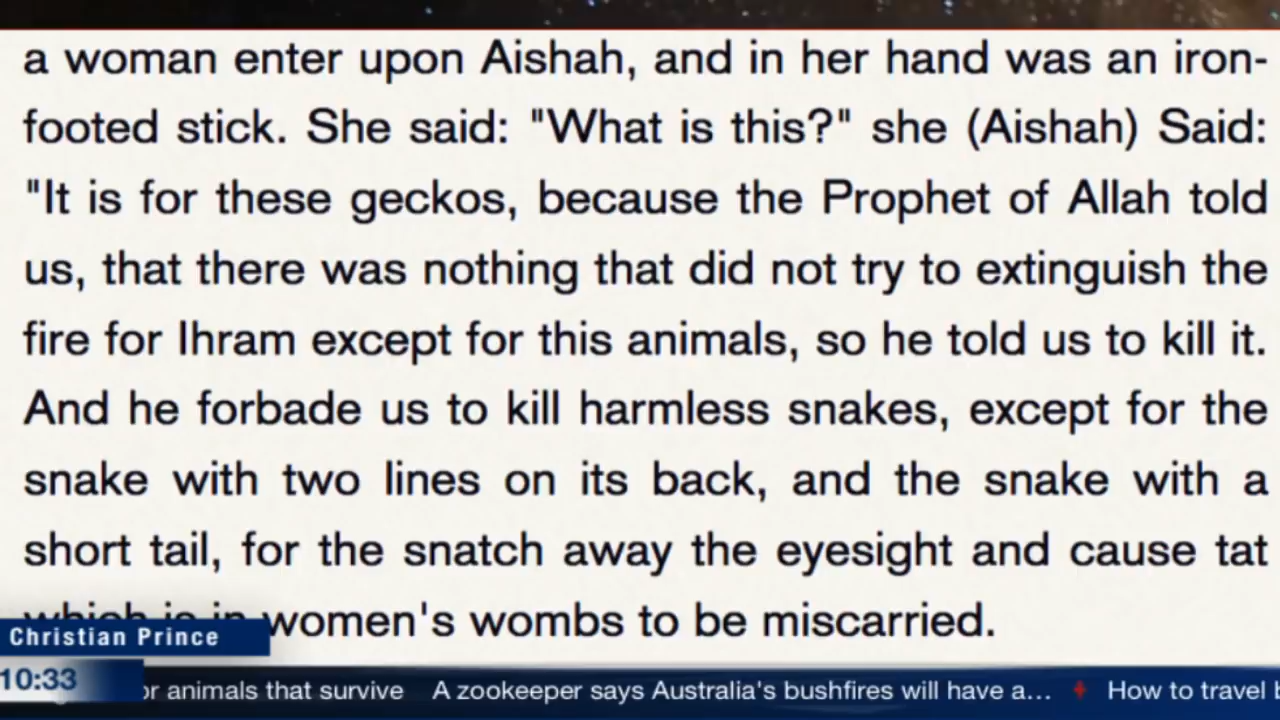 a woman enter upon Aishah, and in her hand was an iron-
footed stick. She said: "What is this?" she (Aishah) Said:
"It is for these geckos, because the Prophet of Allah told
us, that there was nothing that did not try to extinguish the
fire for Ihram except for this animals, so he told us to kill it.
And he forbade us to kill harmless snakes, except for the
snake with two lines on its back, and the snake with a
short tail, for the snatch away the eyesight and cause tat
which is in women's wombs to be miscarried.
Christian Prince
10:33
or animals that survive A zookeeper says Australia's bushfires will have a... How to travel